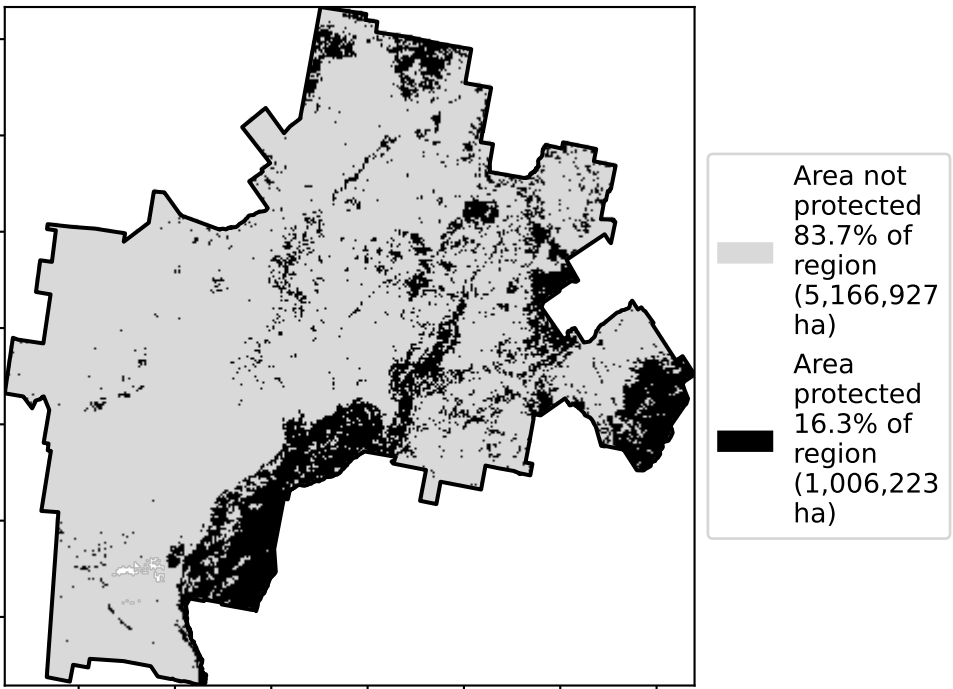 Area not
protected
83.7% of
region
(5,166,927
ha)
Area
protected
16.3% of
region
(1,006,223
ha)